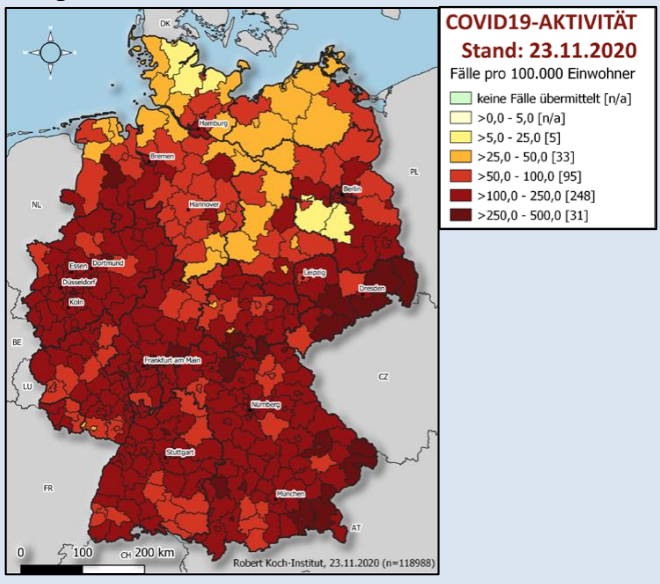 COVID19-AKTIVITÄT
Stand: 23.11.2020
Fälle pro 100.000 Einwohner
keine Fälle übermittelt [n/a]
>0,0 - 5,0 [n/a]
>5,0 - 25,0 [5]
>25,0 - 50,0 [33]
>50,0 - 100,0 [95]
>100,0 - 250,0 [248]
>250,0 - 500,0 [31]
DK
Hamburg
Bremen
PL
Berlin
NL
Hannover
Essen
Dortmund
Leipzig
Düsseldorf
Dresden
Köln
BE
Frankfurt am Main
CZ
LU
Nürnberg
Stuttgart
FR
München
AT
0 100 200 km
CH
Robert Koch-Institut, 23.11.2020 (n=118988)